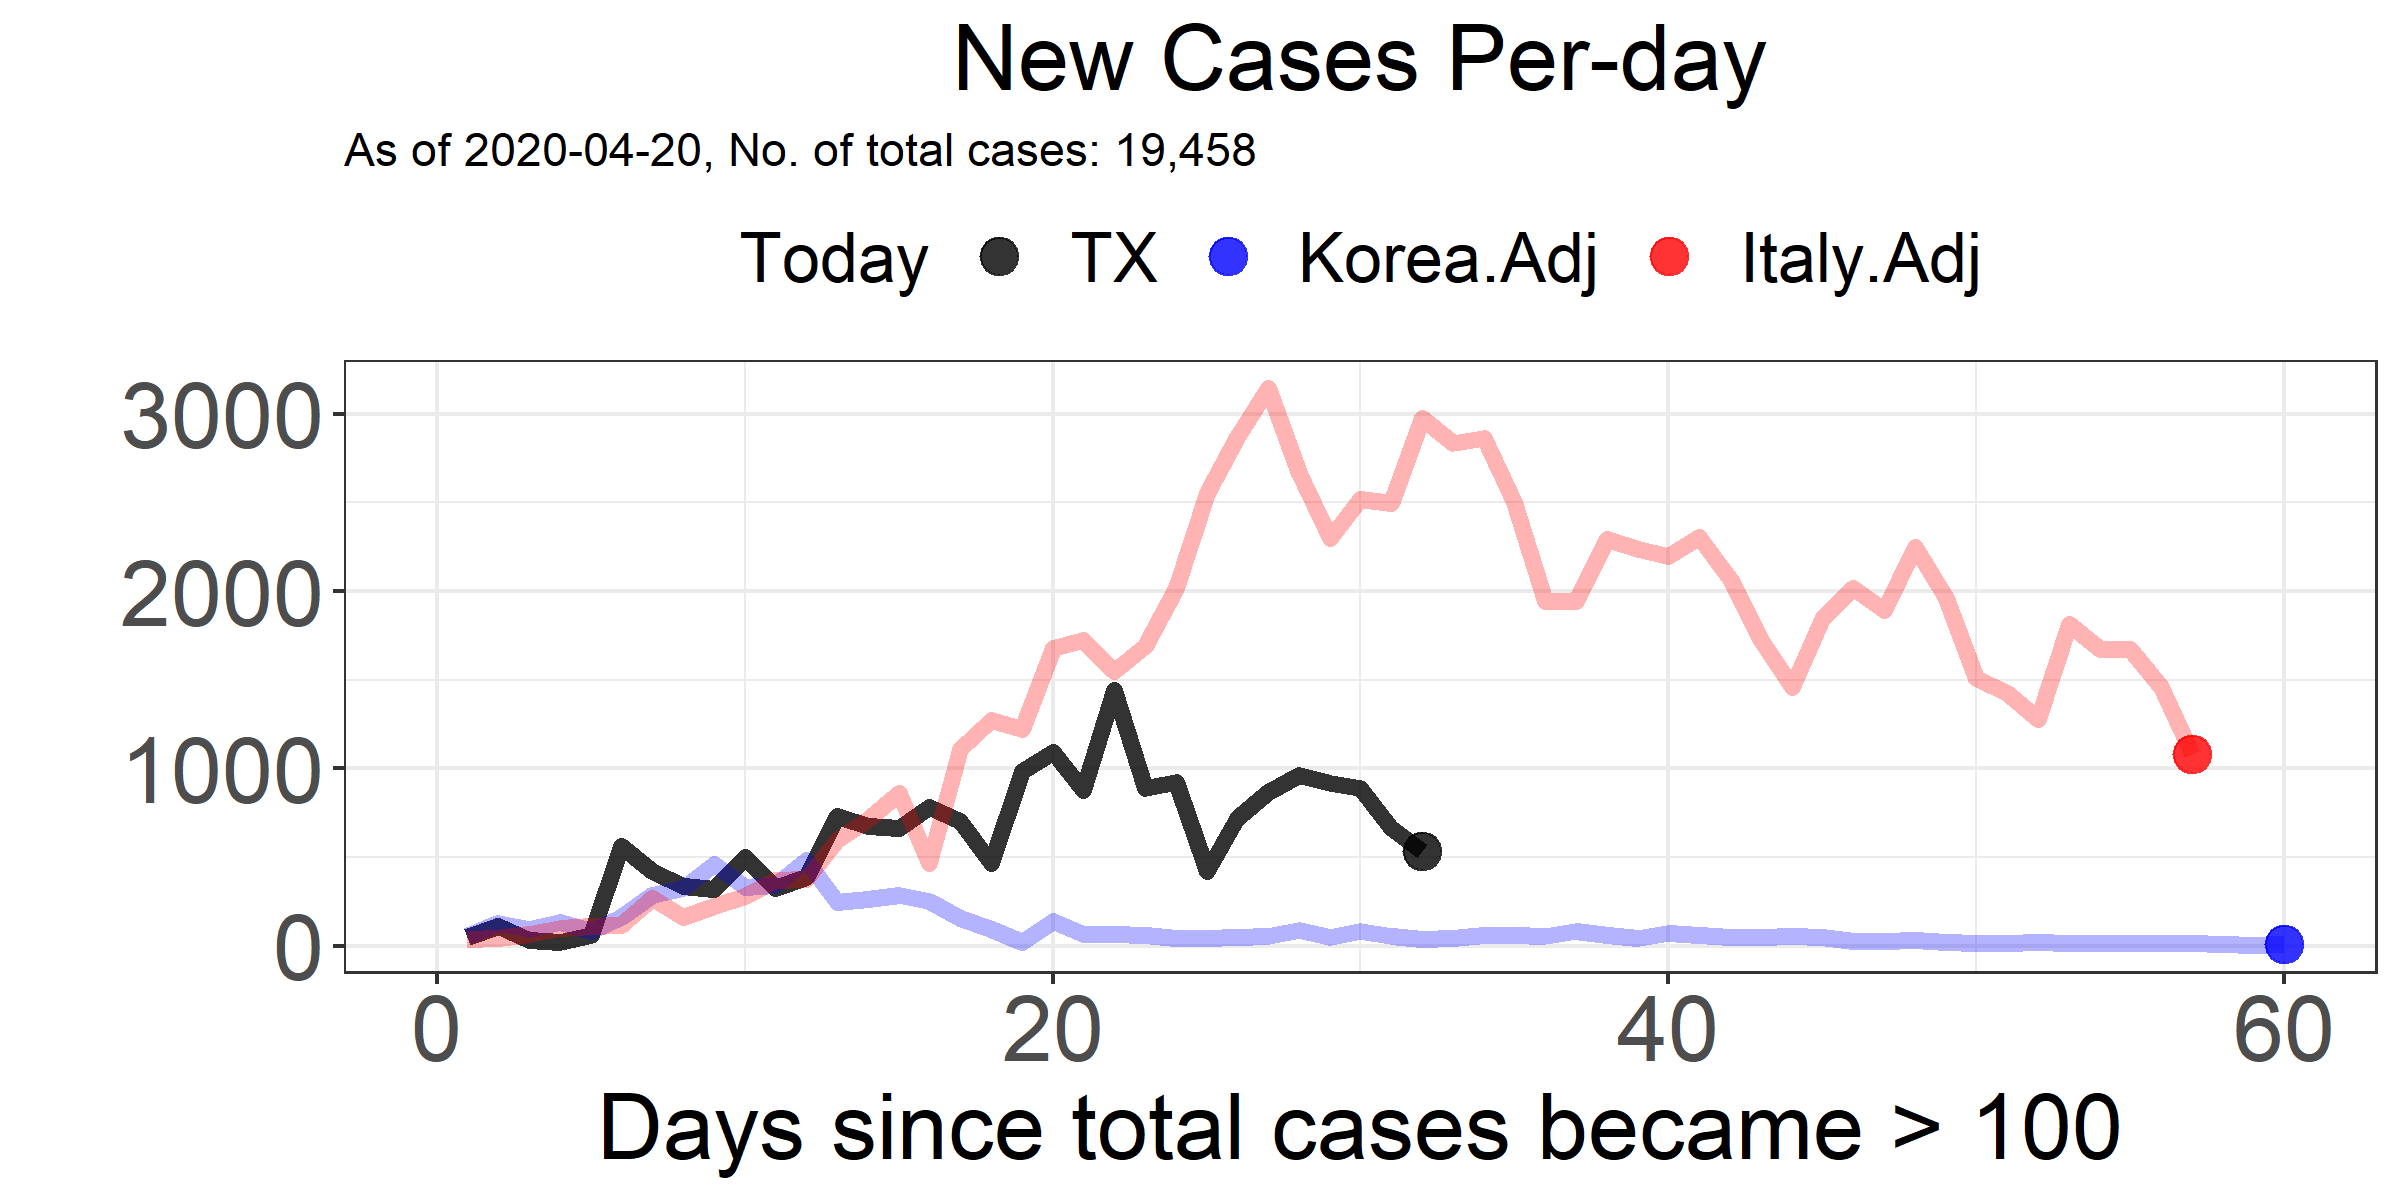 New Cases Per-day
As of 2020-04-20, No. of total cases: 19,458
Today TX Korea.Adj Italy.Adj
3000
2000
1000
0
0 20 40 60
Days since total cases became > 100